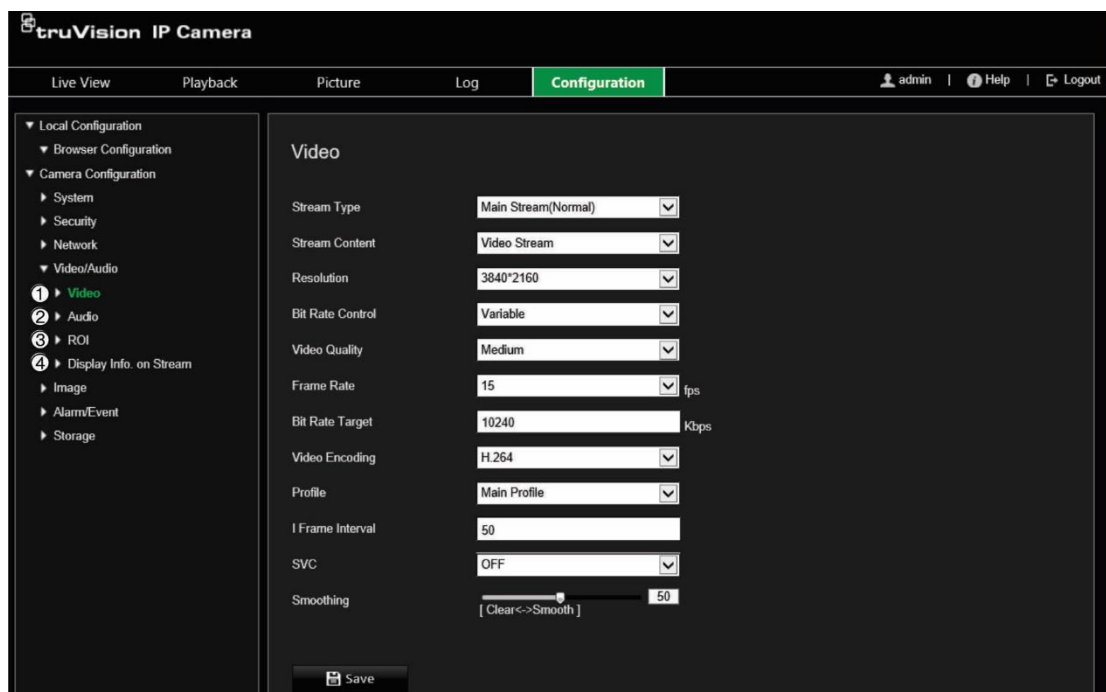 truVision IP Camera
Live View Playback Picture Log Configuration admin | Help | Logout
Local Configuration
Browser Configuration
Camera Configuration
System
Security
Network
Video/Audio
① Video
② Audio
③ ROI
④ Display Info. on Stream
Image
Alarm/Event
Storage
Video
Stream Type Main Stream(Normal)
Stream Content Video Stream
Resolution 3840*2160
Bit Rate Control Variable
Video Quality Medium
Frame Rate 15 fps
Bit Rate Target 10240 Kbps
Video Encoding H.264
Profile Main Profile
I Frame Interval 50
SVC OFF
Smoothing 50
[ Clear<->Smooth ]
Save